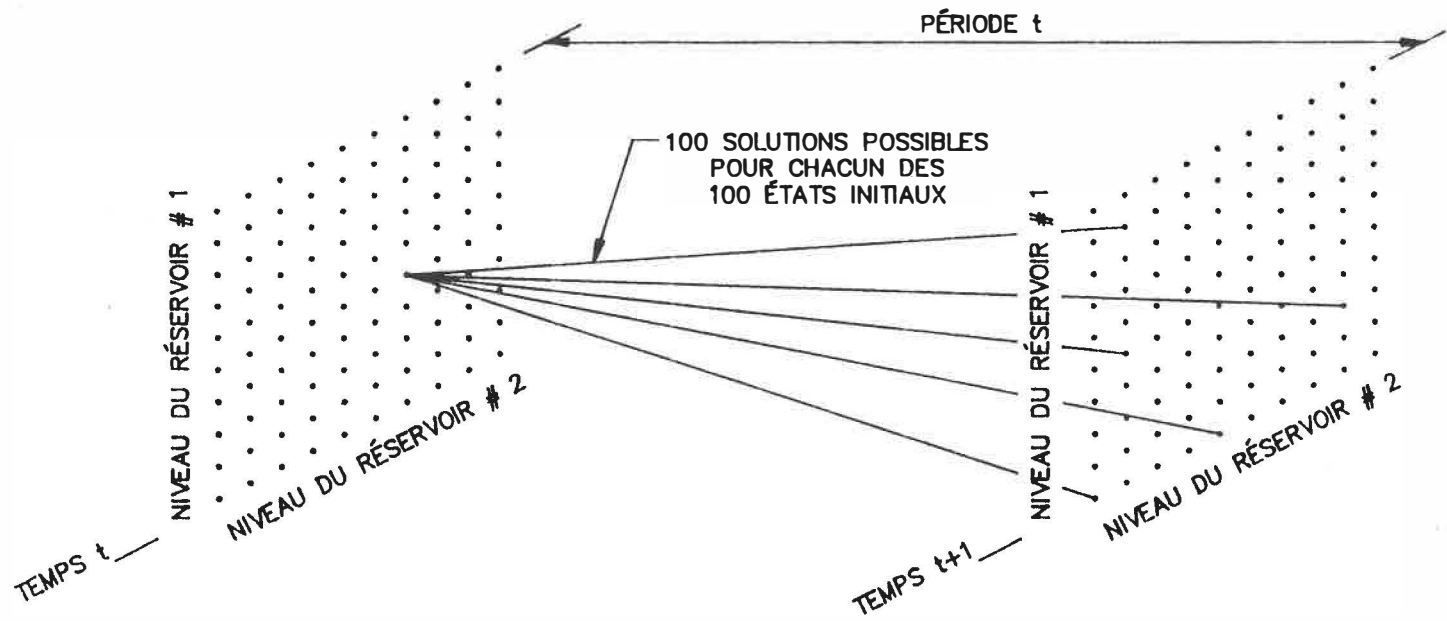 PÉRIODE t
100 SOLUTIONS POSSIBLES
POUR CHACUN DES
100 ÉTATS INITIAUX
NIVEAU DU RÉSERVOIR # 1
NIVEAU DU RÉSERVOIR # 2
TEMPS t
NIVEAU DU RÉSERVOIR # 1
NIVEAU DU RÉSERVOIR # 2
TEMPS t+1